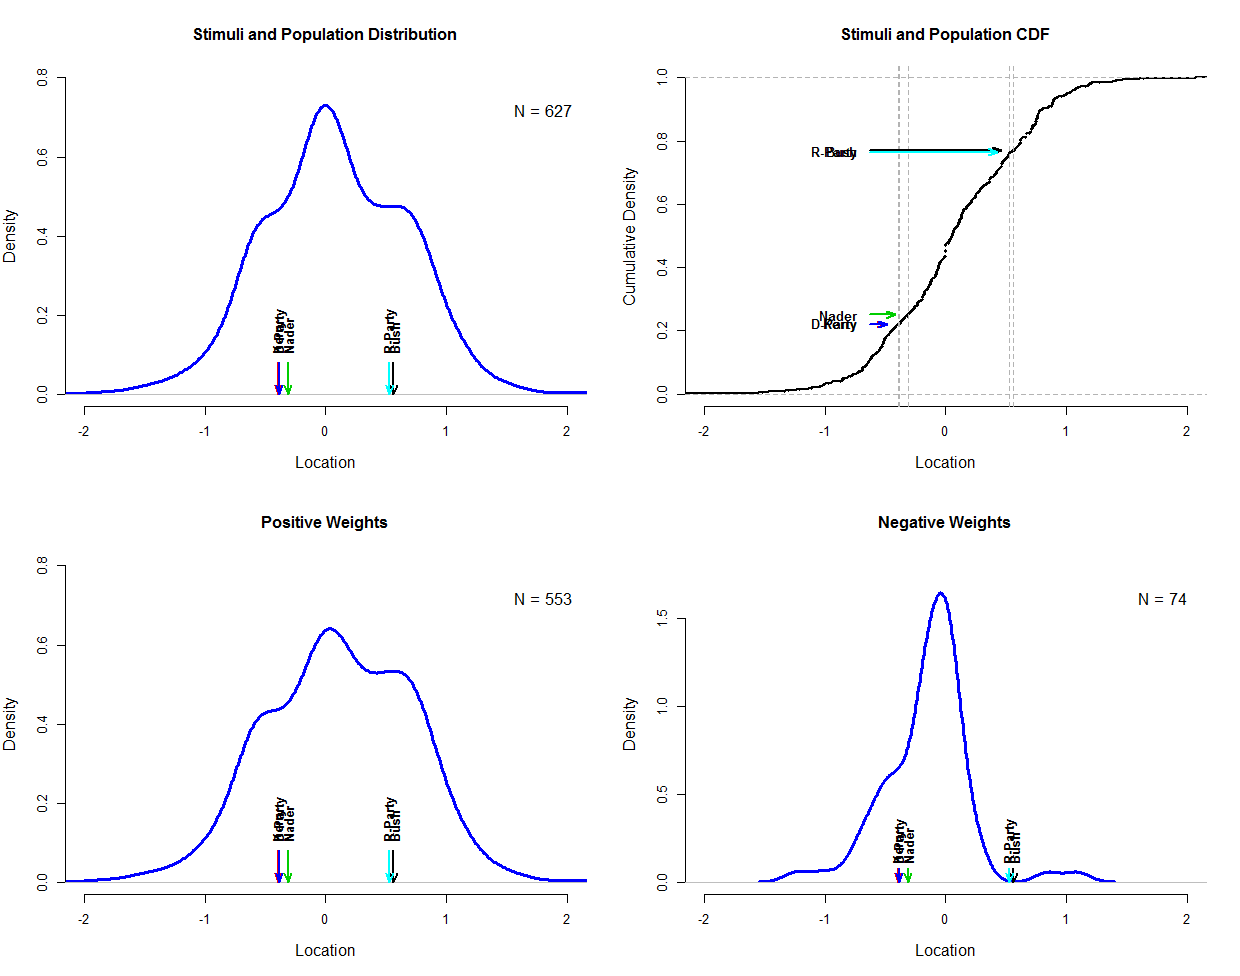 Stimuli and Population Distribution
N = 627
Density
0.0
0.2
0.4
0.6
0.8
Nader
R-Party
Bush
-2
-1
0
1
2
Location
Stimuli and Population CDF
Cumulative Density
0.0
0.2
0.4
0.6
0.8
1.0
R-Party
Nader
-2
-1
0
1
2
Location
Positive Weights
N = 553
Density
0.0
0.2
0.4
0.6
0.8
Nader
R-Party
Bush
-2
-1
0
1
2
Location
Negative Weights
N = 74
Density
0.0
0.5
1.0
1.5
Nader
R-Party
Bush
-2
-1
0
1
2
Location